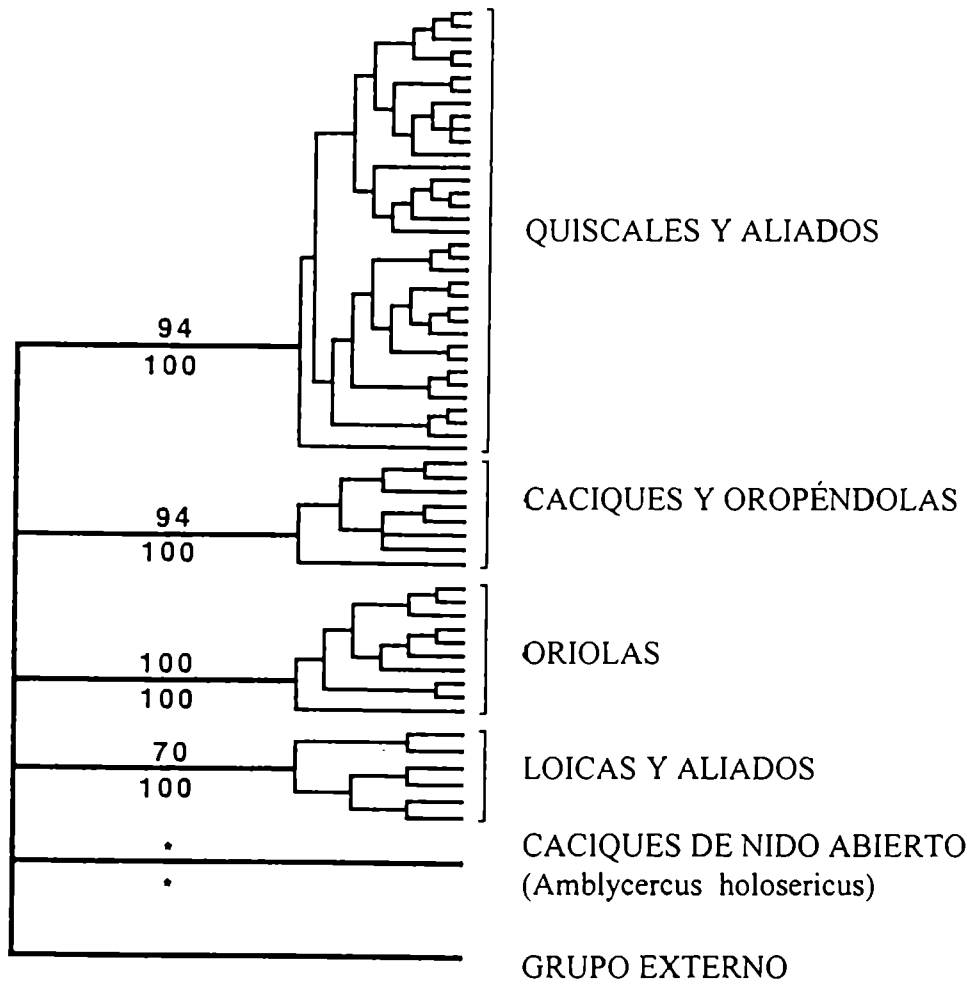 94
100
QUISCALES Y ALIADOS
94
100
CACIQUES Y OROPÉNDOLAS
100
100
ORIOLAS
70
100
LOICAS Y ALIADOS
*
*
CACIQUES DE NIDO ABIERTO
(Amblycercus holosericus)
GRUPO EXTERNO